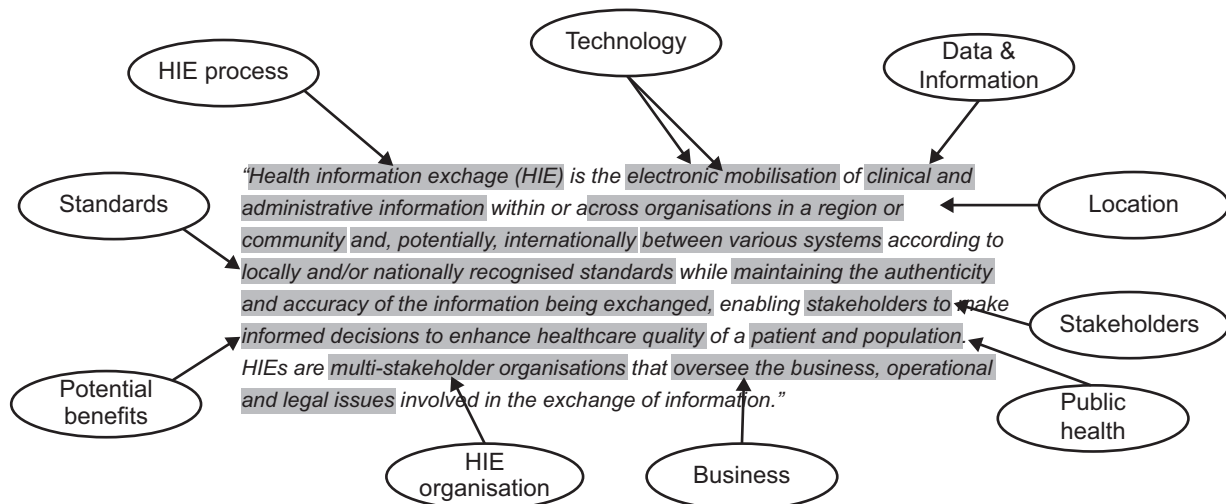 Technology
HIE process
Data &
Information
“Health information exchage (HIE) is the electronic mobilisation of clinical and
Standards
administrative information within or across organisations in a region or
Location
community and, potentially, internationally between various systems according to
locally and/or nationally recognised standards while maintaining the authenticity
and accuracy of the information being exchanged, enabling stakeholders to make
Stakeholders
informed decisions to enhance healthcare quality of a patient and population.
HIEs are multi-stakeholder organisations that oversee the business, operational
Potential
benefits
and legal issues involved in the exchange of information.”
Public
health
HIE
organisation
Business